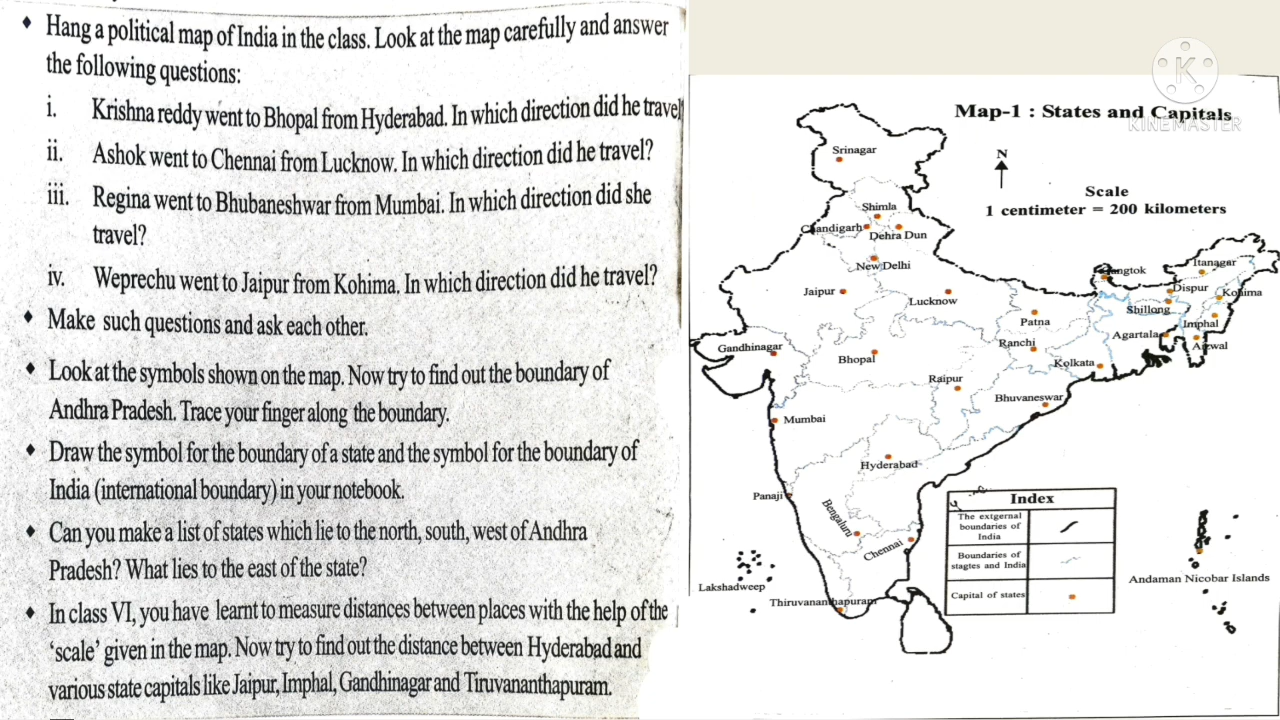 ♦ Hang a political map of India in the class. Look at the map carefully and answer
the following questions:
i. Krishna reddy went to Bhopal from Hyderabad. In which direction did he travel
ii. Ashok went to Chennai from Lucknow. In which direction did he travel?
iii. Regina went to Bhubaneshwar from Mumbai. In which direction did she
travel?
iv. Weprechu went to Jaipur from Kohima. In which direction did he travel?
♦ Make such questions and ask each other.
♦ Look at the symbols shown on the map. Now try to find out the boundary of
Andhra Pradesh. Trace your finger along the boundary.
♦ Draw the symbol for the boundary of a state and the symbol for the boundary of
India (international boundary) in your notebook.
♦ Can you make a list of states which lie to the north, south, west of Andhra
Pradesh? What lies to the east of the state?
♦ In class VI, you have learnt to measure distances between places with the help of the
'scale' given in the map. Now try to find out the distance between Hyderabad and
various state capitals like Jaipur, Imphal, Gandhinagar and Tiruvananthapuram.
K
KINEMASTER
Map-1 : States and Capitals
N
Scale
1 centimeter = 200 kilometers
Srinagar
Shimla
Chandigarh
Dehra Dun
New Delhi
Jaipur
Lucknow
Gangtok
Itanagar
Dispur
Kohima
Shillong
Patna
Imphal
Agartala
Aizwal
Ranchi
Gandhinagar
Bhopal
Kolkata
Raipur
Bhuvaneswar
Mumbai
Hyderabad
Panaji
Bengaluru
Chennai
Lakshadweep
Thiruvananthapuram
Andaman Nicobar Islands
Index
The extgernal
boundaries of
India
Boundaries of
stagtes and India
Capital of states